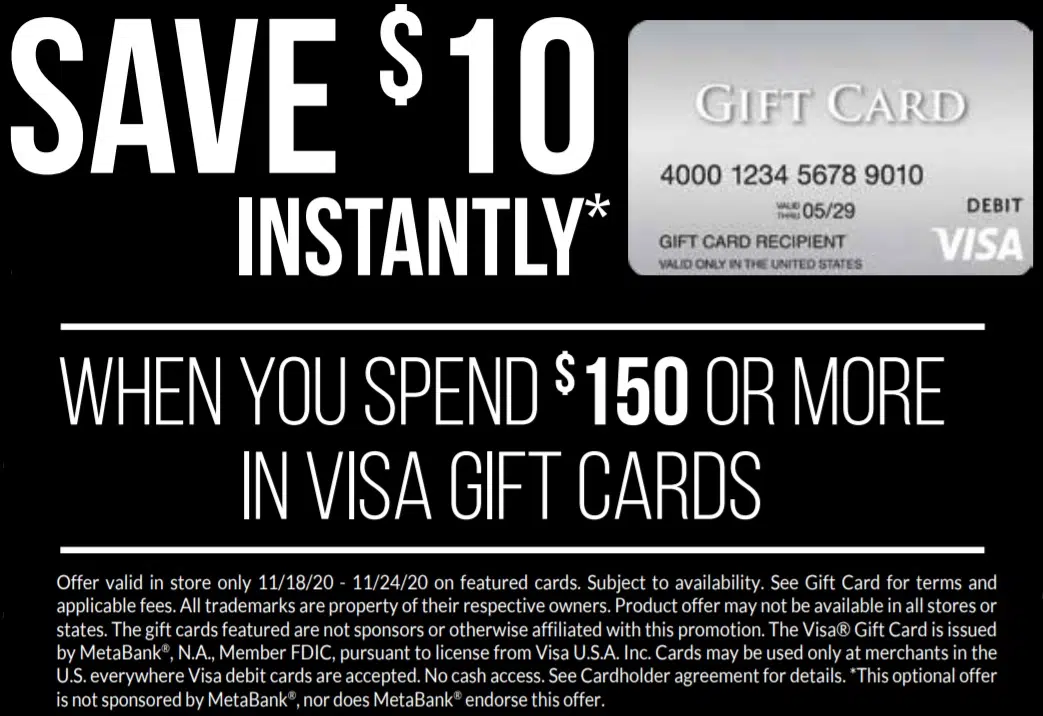 SAVE $10
INSTANTLY*
GIFT CARD
4000 1234 5678 9010
VALID THRU 05/29
DEBIT
GIFT CARD RECIPIENT
VISA
VALID ONLY IN THE UNITED STATES
WHEN YOU SPEND $150 OR MORE
IN VISA GIFT CARDS
Offer valid in store only 11/18/20 - 11/24/20 on featured cards. Subject to availability. See Gift Card for terms and
applicable fees. All trademarks are property of their respective owners. Product offer may not be available in all stores or
states. The gift cards featured are not sponsors or otherwise affiliated with this promotion. The Visa® Gift Card is issued
by MetaBank®, N.A., Member FDIC, pursuant to license from Visa U.S.A. Inc. Cards may be used only at merchants in the
U.S. everywhere Visa debit cards are accepted. No cash access. See Cardholder agreement for details. *This optional offer
is not sponsored by MetaBank®, nor does MetaBank® endorse this offer.